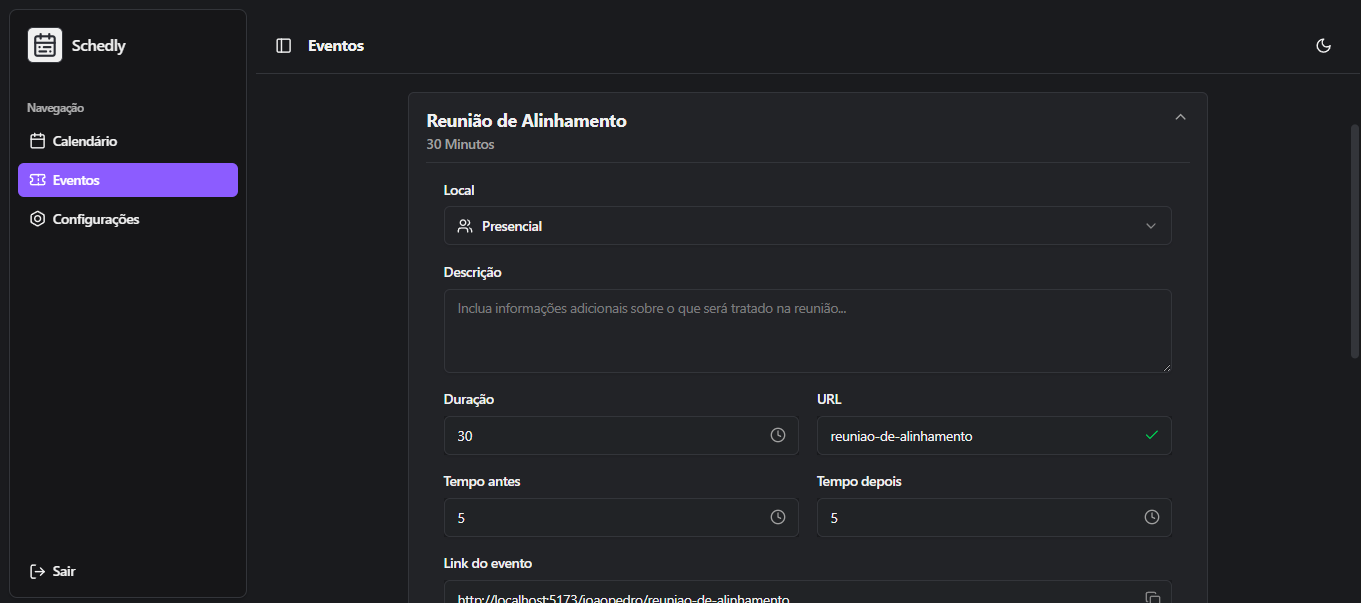 Schedly
Eventos
Navegação
Calendário
Eventos
Configurações
Sair
Reunião de Alinhamento
30 Minutos
Local
Presencial
Descrição
Inclua informações adicionais sobre o que será tratado na reunião...
Duração
URL
30
reuniao-de-alinhamento
Tempo antes
Tempo depois
5
5
Link do evento
http://localhost:5173/joaopedro/reuniao-de-alinhamento